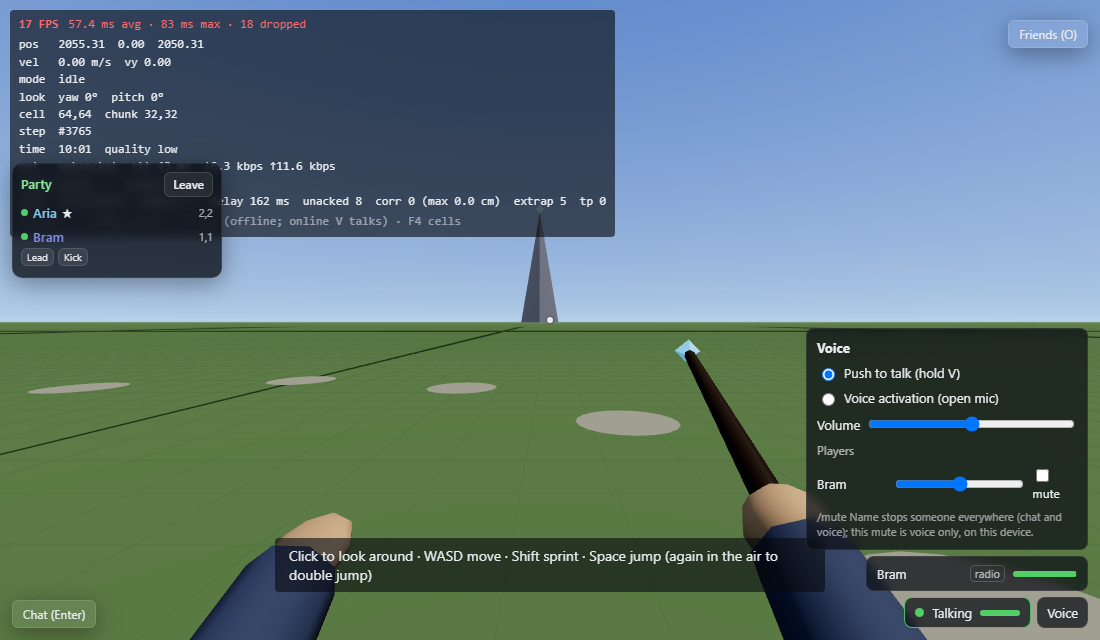 17 FPS 57.4 ms avg · 83 ms max · 18 dropped
pos 2055.31 0.00 2050.31
vel 0.00 m/s vy 0.00
mode idle
look yaw 0° pitch 0°
cell 64,64 chunk 32,32
step #3765
time 10:01 quality low
.3 kbps ↑11.6 kbps
elay 162 ms unacked 8 corr 0 (max 0.0 cm) extrap 5 tp 0
(offline; online V talks) · F4 cells
Friends (O)
Party
Leave
Aria ★ 2,2
Bram 1,1
Lead Kick
Voice
Push to talk (hold V)
Voice activation (open mic)
Volume
Players
Bram
mute
/mute Name stops someone everywhere (chat and
voice); this mute is voice only, on this device.
Click to look around · WASD move · Shift sprint · Space jump (again in the air to
double jump)
Bram radio
Chat (Enter)
Talking
Voice